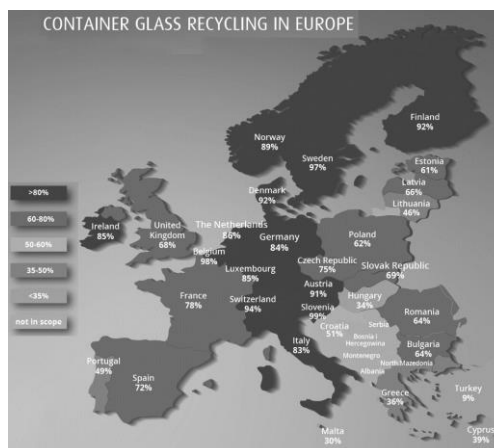 CONTAINER GLASS RECYCLING IN EUROPE
Finland
92%
Norway
89%
Sweden
97%
Estonia
61%
Latvia
66%
Lithuania
46%
Denmark
92%
>80%
60-80%
50-60%
35-50%
<35%
not in scope
Ireland
85%
United
Kingdom
68%
The Netherlands
86%
Belgium
98%
Germany
84%
Poland
62%
Czech Republic
75%
Slovak Republic
69%
Luxembourg
85%
Austria
91%
France
78%
Switzerland
94%
Slovenia
99%
Hungary
34%
Croatia
51%
Romania
64%
Serbia
Bosnia I
Hercegowina
Italy
83%
Montenegro
Bulgaria
64%
North Mazedonia
Albania
Portugal
49%
Spain
72%
Greece
36%
Turkey
9%
Malta
30%
Cyprus
39%